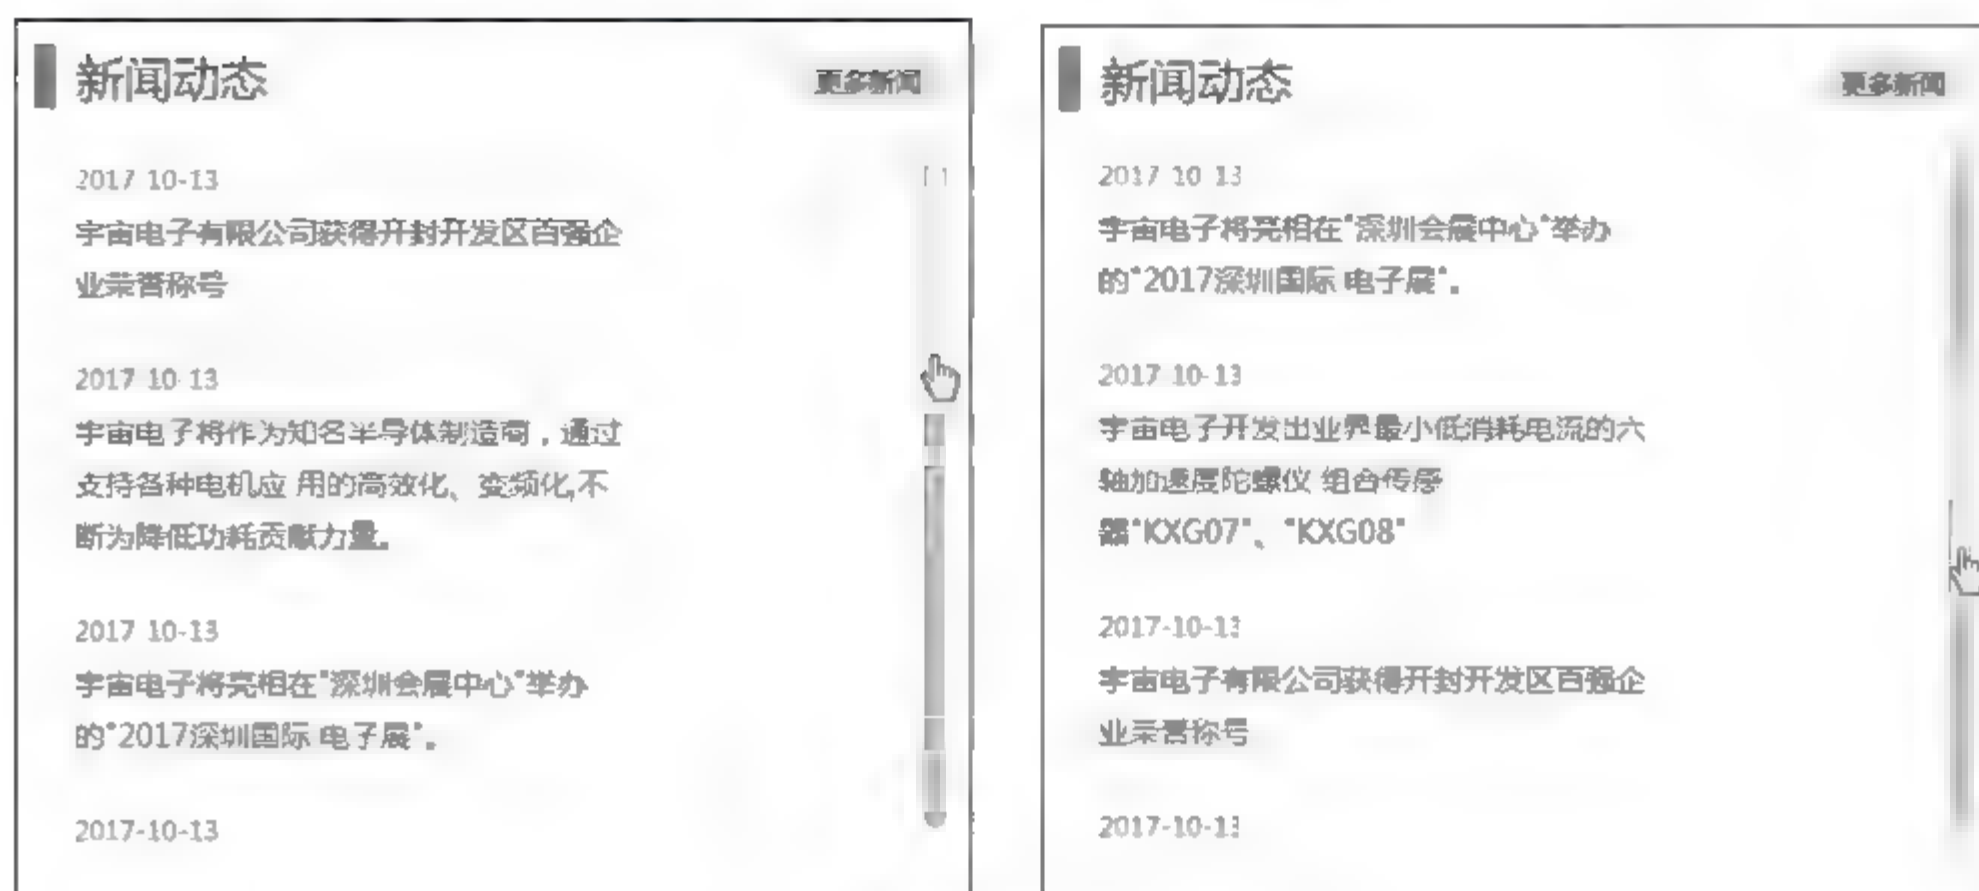 新闻动态
更多新闻
2017 10-13
宇宙电子有限公司获得开封开发区百强企
业荣誉称号
2017 10-13
宇宙电子将作为知名半导体制造商，通过
支持各种电机应 用的高效化、变频化,不
断为降低功耗贡献力量。
2017 10-13
宇宙电子将亮相在"深圳会展中心"举办
的"2017深圳国际 电子展"。
2017-10-13
新闻动态
更多新闻
2017 10 13
宇宙电子将亮相在"深圳会展中心"举办
的"2017深圳国际 电子展"。
2017 10-13
宇宙电子开发出业界最小低消耗电流的六
轴加速度陀螺仪 组合传感
器"KXG07"、"KXG08"
2017-10-13
宇宙电子有限公司获得开封开发区百强企
业荣誉称号
2017-10-13